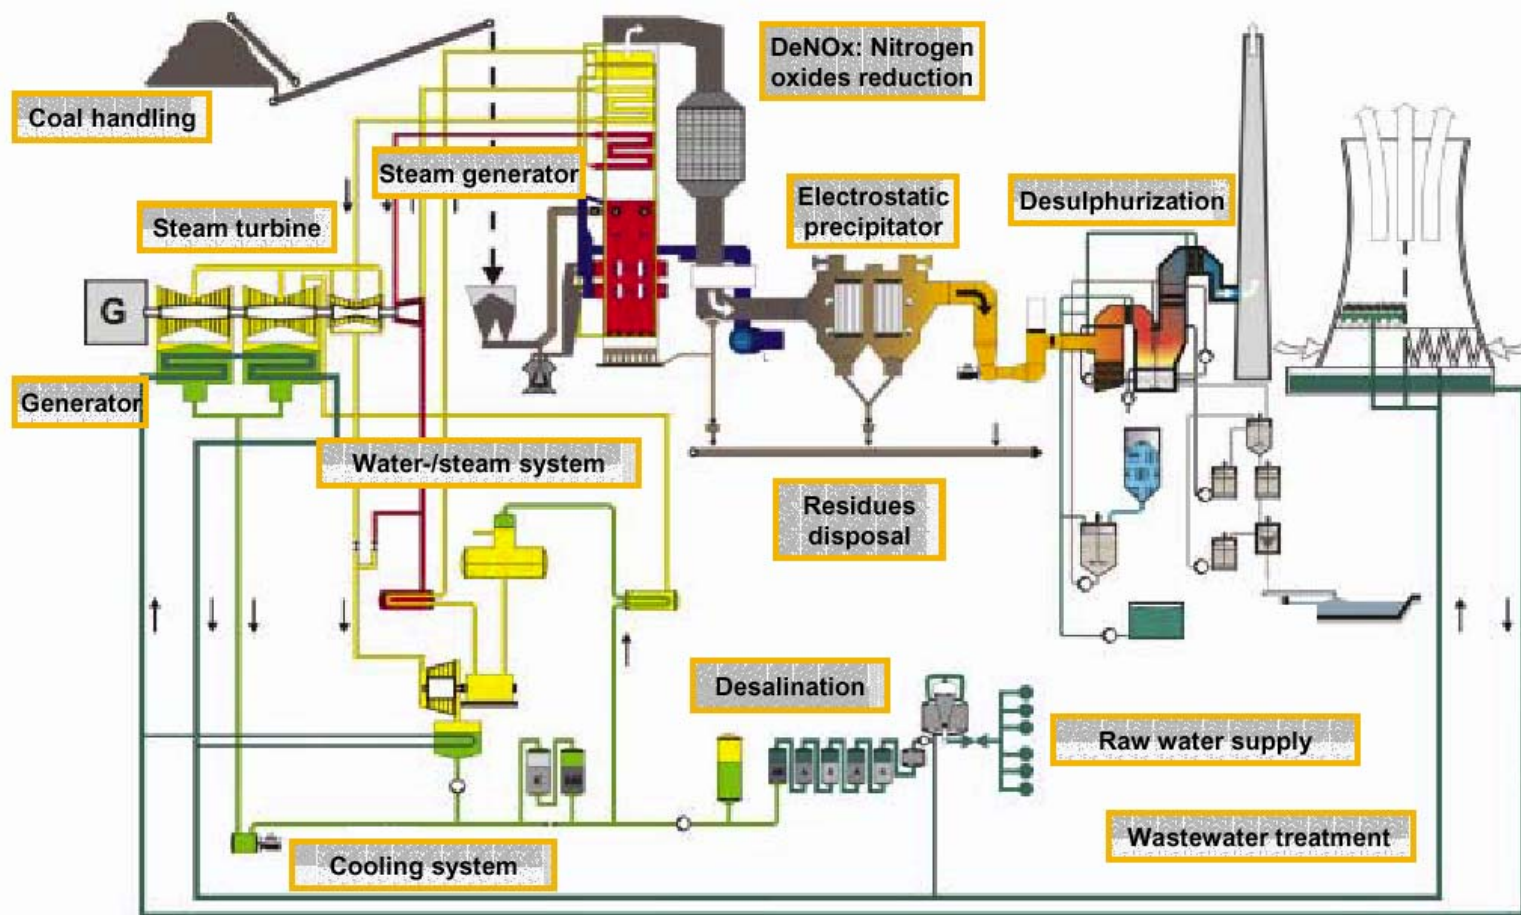 DeNOx: Nitrogen
oxides reduction
Coal handling
Steam generator
Electrostatic
precipitator
Desulphurization
Steam turbine
G
Generator
Water-/steam system
Residues
disposal
Desalination
Raw water supply
Wastewater treatment
Cooling system